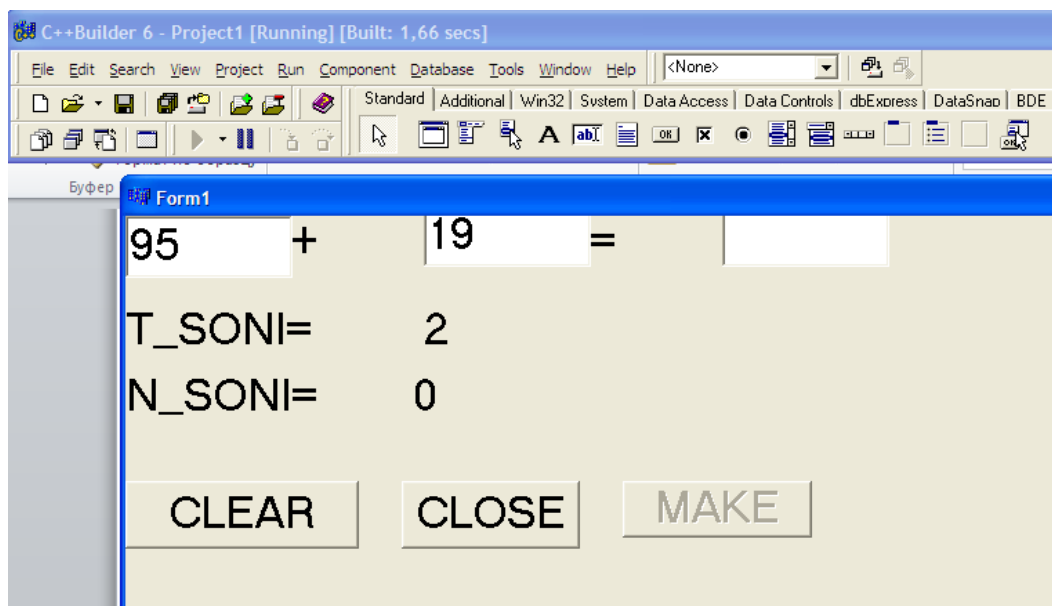 C++Builder 6 - Project1 [Running] [Built: 1,66 secs]
File Edit Search View Project Run Component Database Tools Window Help <None>
Standard Additional Win32 System Data Access Data Controls dbExpress DataSnap BDE
Буфер
Form1
95 + 19 =
T_SONI= 2
N_SONI= 0
CLEAR CLOSE MAKE